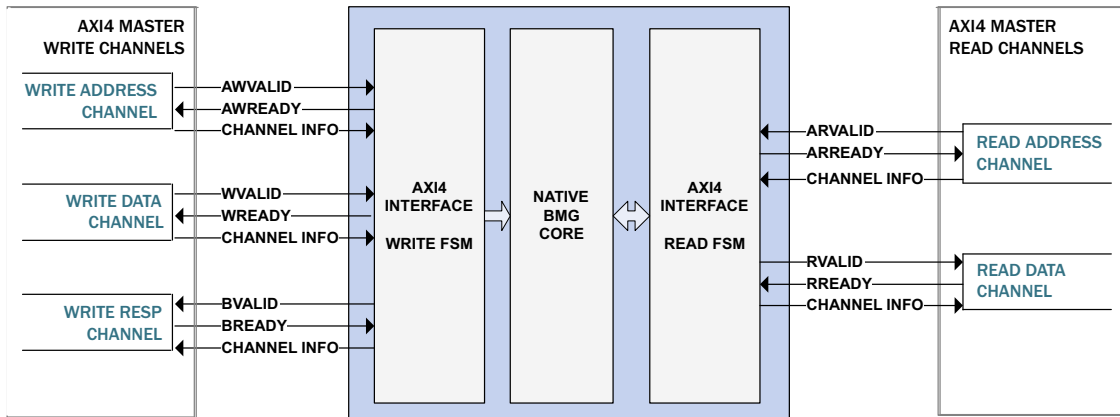 AXI4 MASTER
WRITE CHANNELS
WRITE ADDRESS
CHANNEL
AWVALID
AWREADY
CHANNEL INFO
WRITE DATA
CHANNEL
WVALID
WREADY
CHANNEL INFO
WRITE RESP
CHANNEL
BVALID
BREADY
CHANNEL INFO
AXI4
INTERFACE
WRITE FSM
NATIVE
BMG
CORE
AXI4
INTERFACE
READ FSM
AXI4 MASTER
READ CHANNELS
ARVALID
ARREADY
CHANNEL INFO
READ ADDRESS
CHANNEL
RVALID
RREADY
CHANNEL INFO
READ DATA
CHANNEL